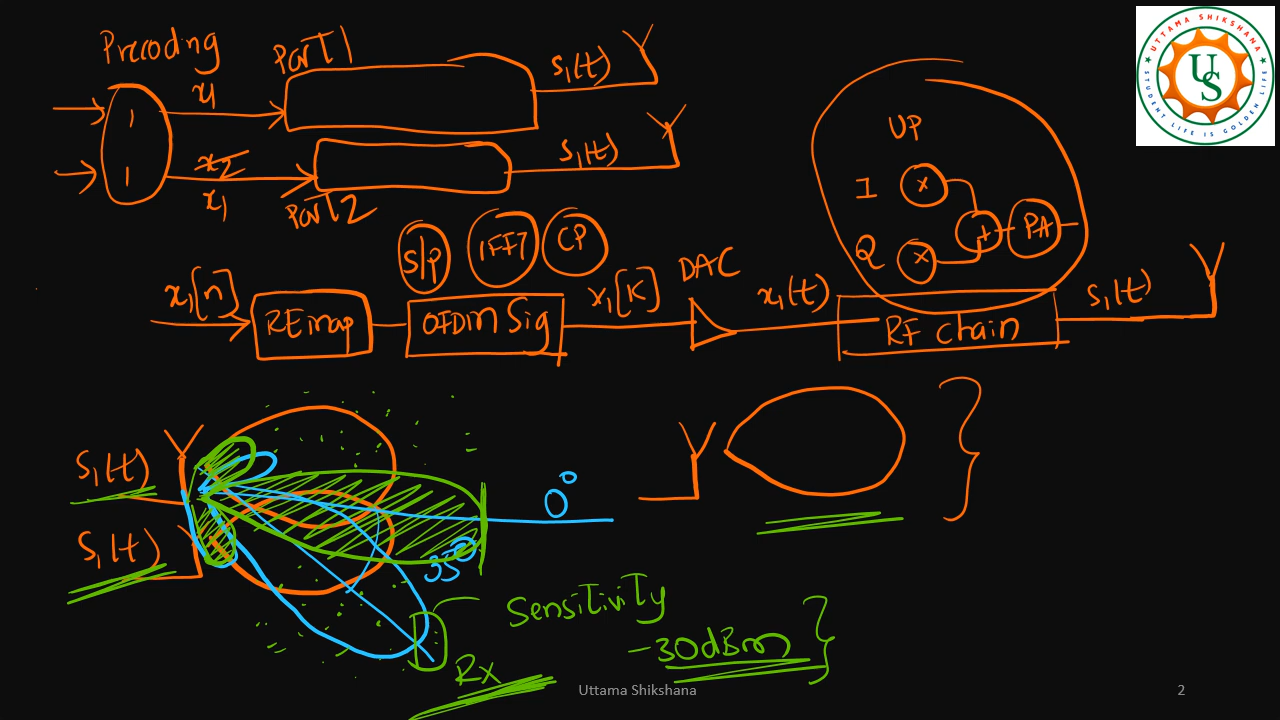 Precoding
Port 1
x1
S1(t)
UTTAMA SHIKSHANA
US
STUDENT LIFE IS GOLDEN LIFE
1
1
x2
x1
Port 2
S1(t)
UP
I
x
+
PA
Q
x
S/P
IFFT
CP
x1[n]
REmap
OFDM Sig
x1[K]
DAC
x1(t)
RF chain
S1(t)
S1(t)
S1(t)
0°
35°
Sensitivity
-30dBm
Rx
Uttama Shikshana
2